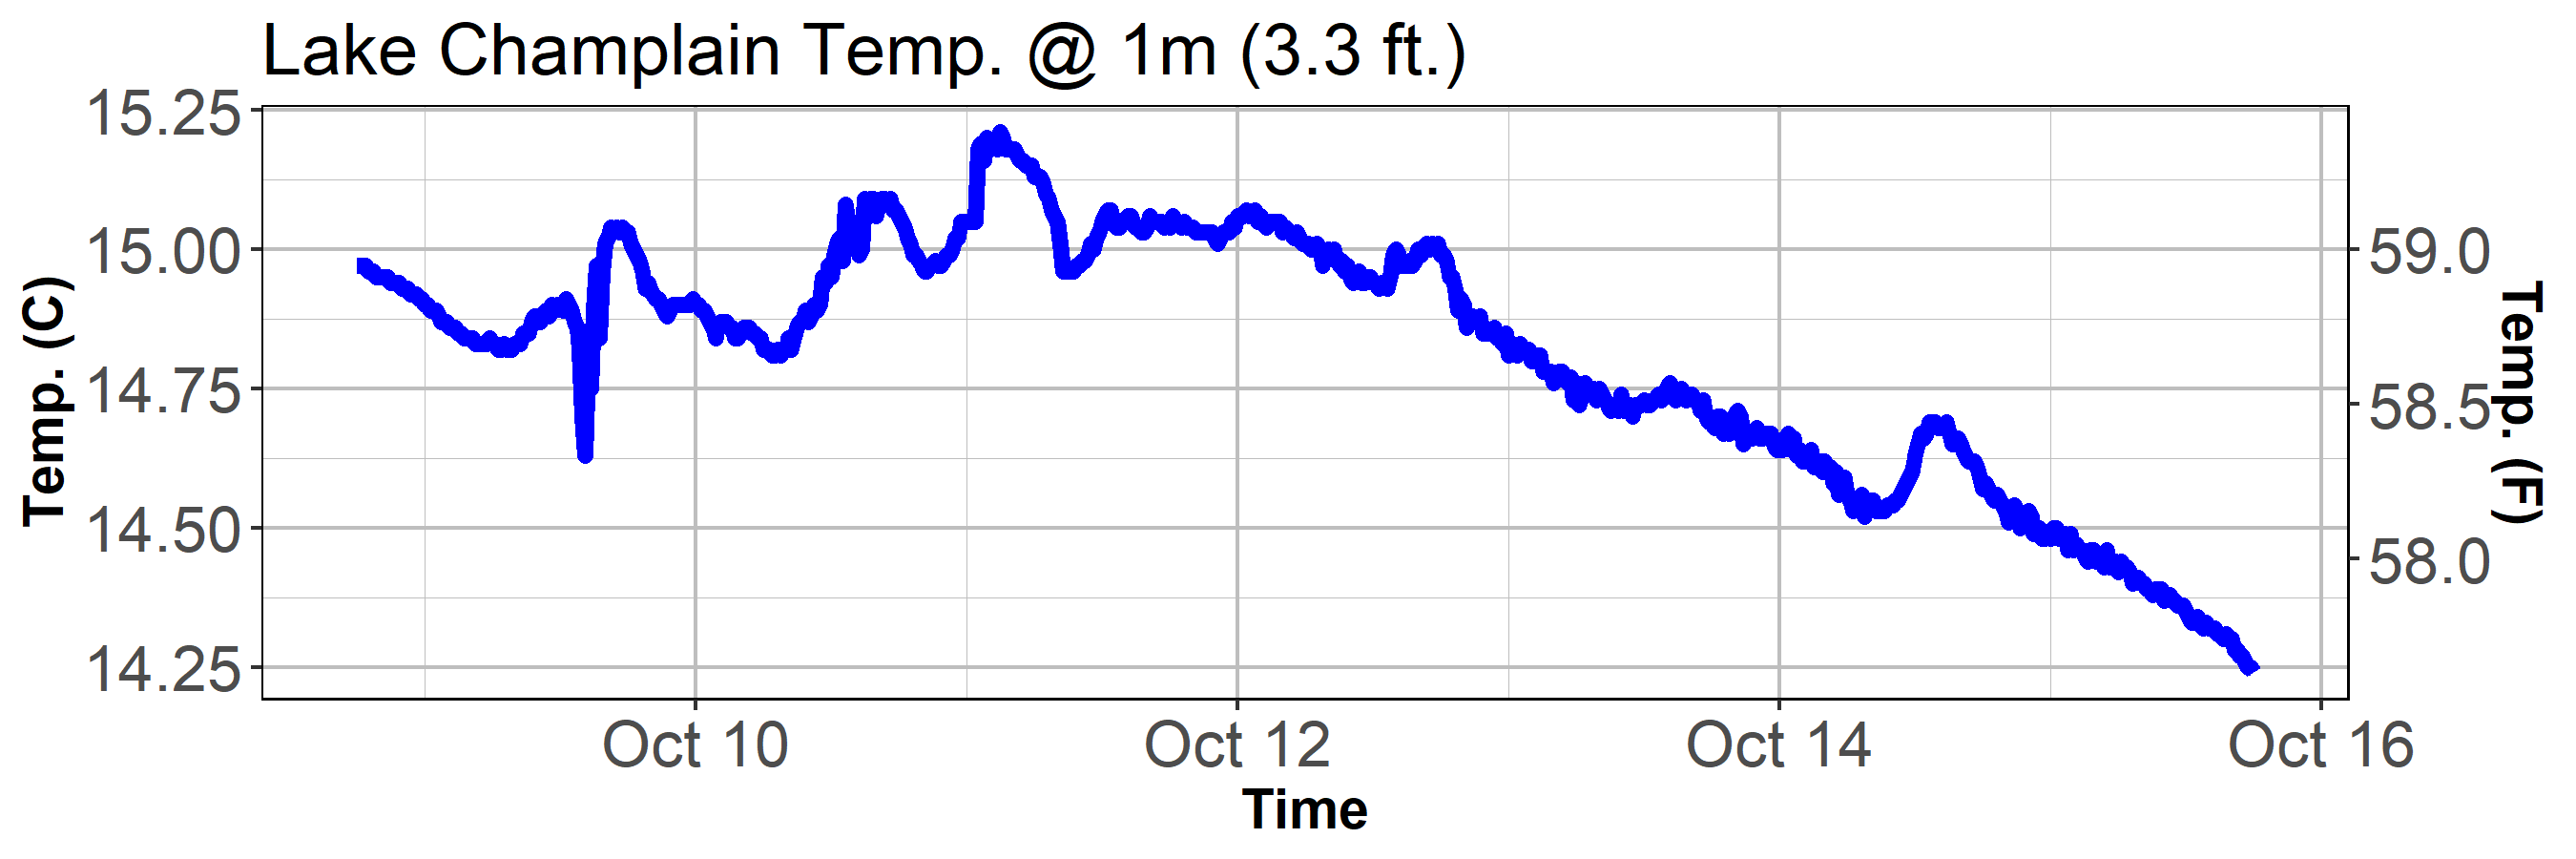 Lake Champlain Temp. @ 1m (3.3 ft.)
Temp. (C)
15.25
15.00
14.75
14.50
14.25
59.0
58.5
58.0
Temp. (F)
Oct 10
Oct 12
Oct 14
Oct 16
Time